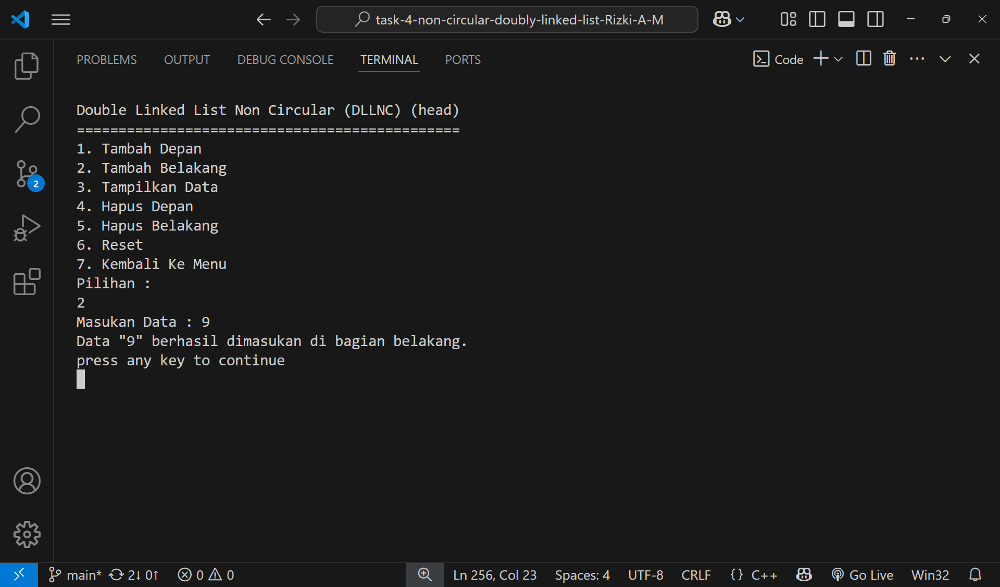 task-4-non-circular-doubly-linked-list-Rizki-A-M
PROBLEMS OUTPUT DEBUG CONSOLE TERMINAL PORTS Code
Double Linked List Non Circular (DLLNC) (head)
==============================================
1. Tambah Depan
2. Tambah Belakang
3. Tampilkan Data
4. Hapus Depan
5. Hapus Belakang
6. Reset
7. Kembali Ke Menu
Pilihan :
2
Masukan Data : 9
Data "9" berhasil dimasukan di bagian belakang.
press any key to continue
2
main* 2↓ 0↑ 0 0 Ln 256, Col 23 Spaces: 4 UTF-8 CRLF {} C++ Go Live Win32